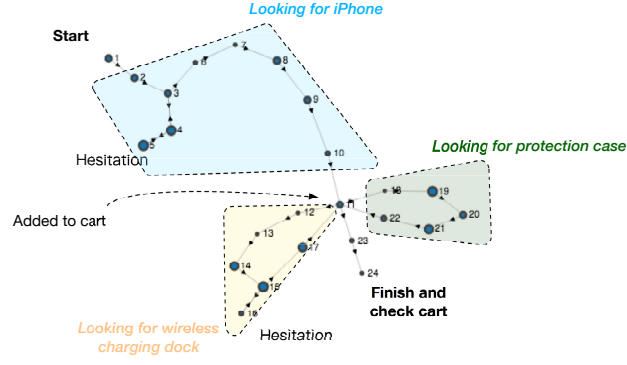 Looking for iPhone
Start
1
2
3
4
5
6
7
8
9
10
Hesitation
Looking for protection case
11
18
19
20
21
22
Added to cart
12
13
14
15
16
17
23
24
Finish and
check cart
Looking for wireless
charging dock
Hesitation